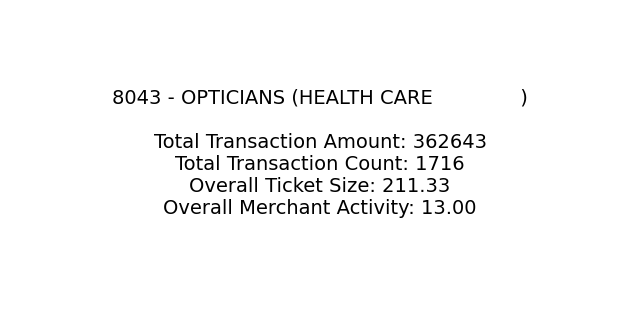 8043 - OPTICIANS (HEALTH CARE              )
Total Transaction Amount: 362643
Total Transaction Count: 1716
Overall Ticket Size: 211.33
Overall Merchant Activity: 13.00